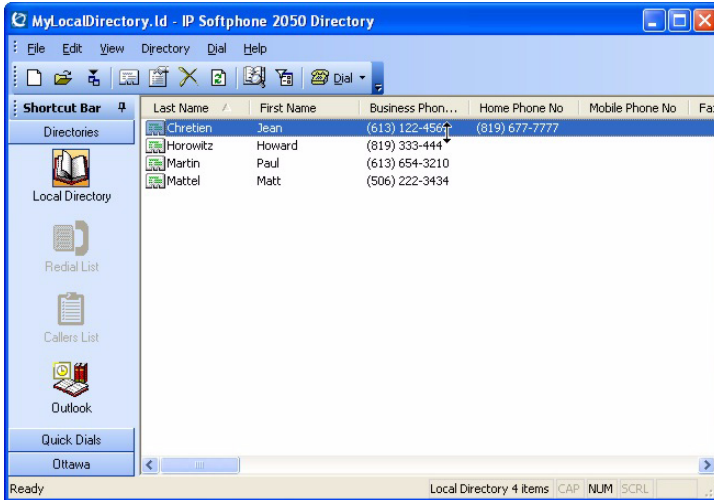 MyLocalDirectory.ld - IP Softphone 2050 Directory
File Edit View Directory Dial Help
Dial
Shortcut Bar
Last Name First Name Business Phon... Home Phone No Mobile Phone No Fa
Directories
Chretien Jean (613) 122-456 (819) 677-7777
Horowitz Howard (819) 333-444
Martin Paul (613) 654-3210
Mattel Matt (506) 222-3434
Local Directory
Redial List
Callers List
Outlook
Quick Dials
Ottawa
Ready Local Directory 4 items CAP NUM SCRL